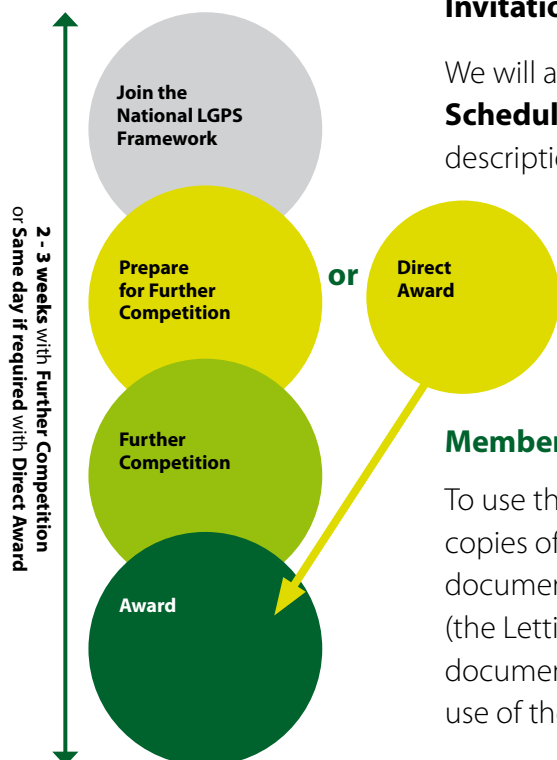 Join the
National LGPS
Framework
Prepare
for Further
Competition
or
Direct
Award
Further
Competition
Award
2 - 3 weeks with Further Competition
or Same day if required with Direct Award
We will a
descripti
To use th
copies of
documen
(the Letti
documen
use of th